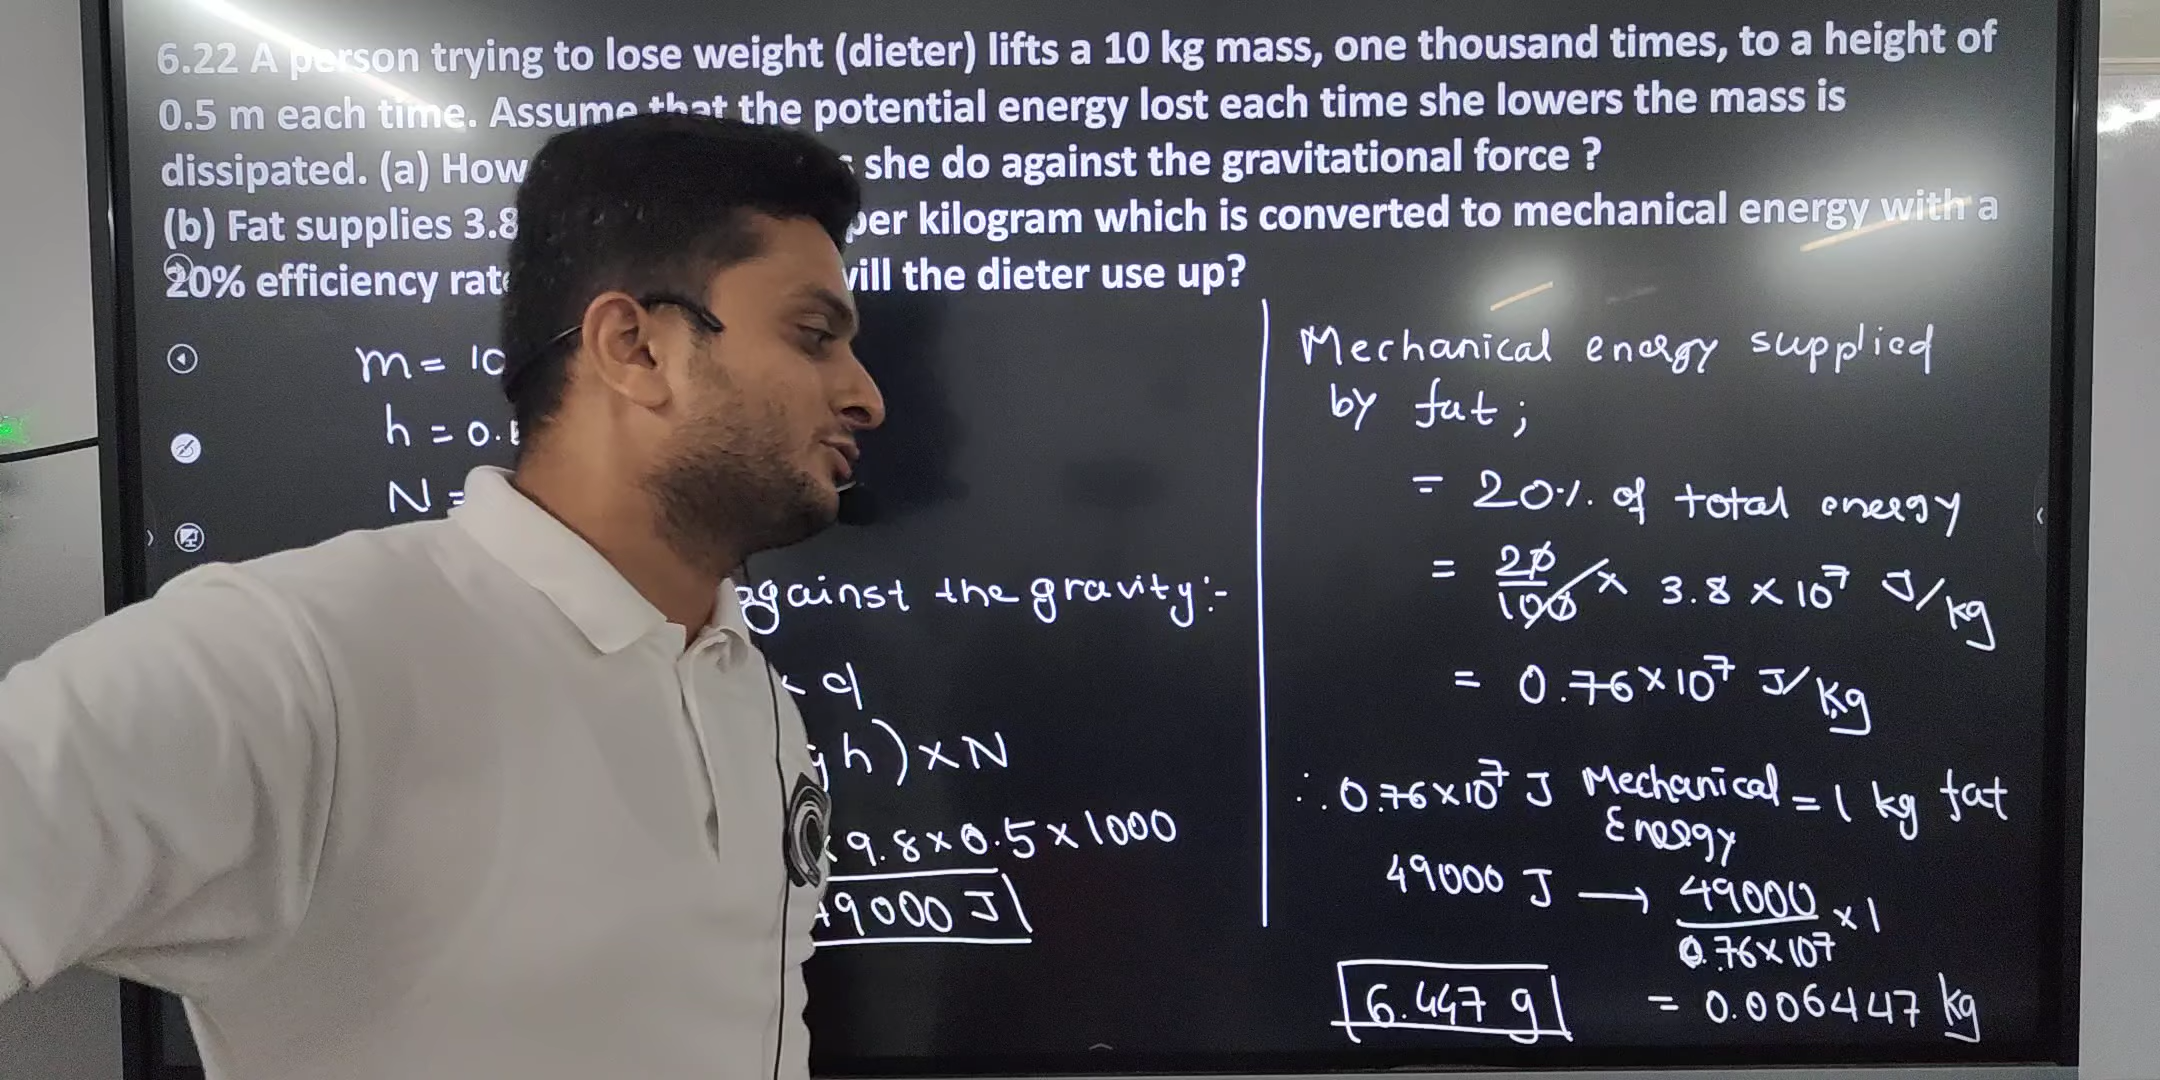 6.22 A person trying to lose weight (dieter) lifts a 10 kg mass, one thousand times, to a height of
0.5 m each time. Assume that the potential energy lost each time she lowers the mass is
dissipated. (a) How she do against the gravitational force ?
(b) Fat supplies 3.8 per kilogram which is converted to mechanical energy with a
20% efficiency will the dieter use up?
m = 10
h = 0.
N =
against the gravity:-
h) × N
9.8 × 0.5 × 1000
49000 J
Mechanical energy supplied
by fat;
= 20% of total energy
= 20/100 × 3.8 × 10⁷ J/kg
= 0.76 × 10⁷ J/kg
∴ 0.76 × 10⁷ J Mechanical Energy = 1 kg fat
49000 J → 49000/0.76 × 10⁷ × 1
= 0.006447 kg
6.447 g